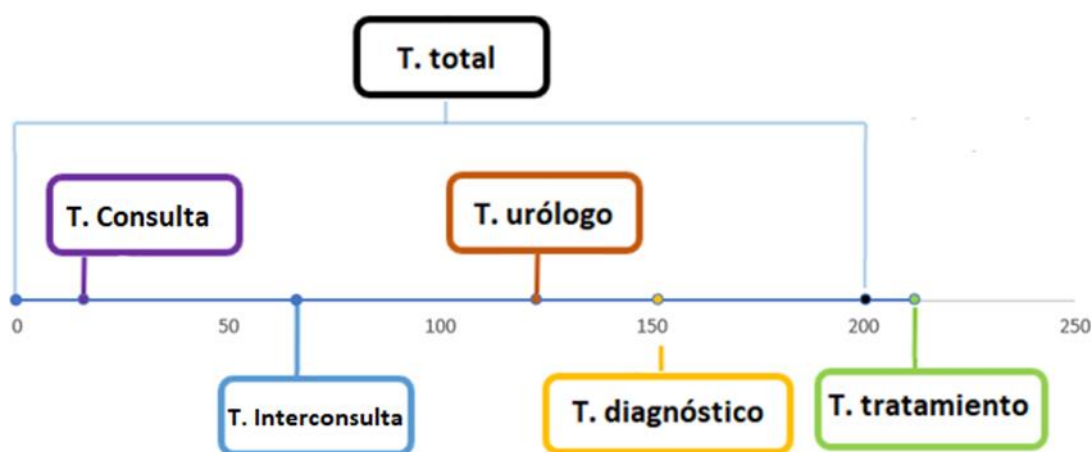 T. total
T. Consulta
T. urólogo
0
50
100
150
200
250
T. Interconsulta
T. diagnóstico
T. tratamiento